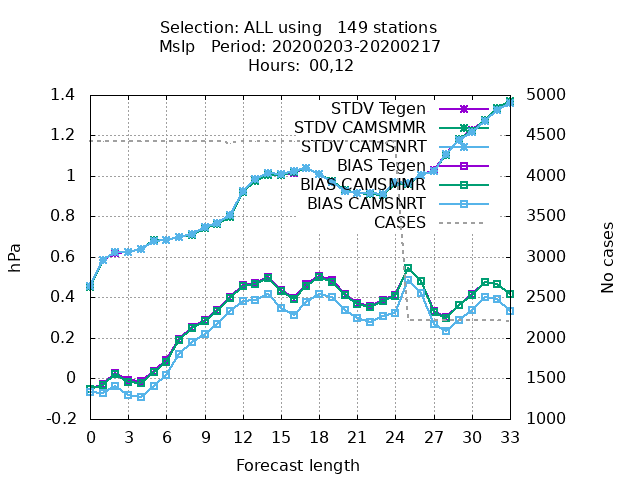 Selection: ALL using   149 stations
Mslp   Period: 20200203-20200217
Hours:  00,12
1.4
1.2
1
0.8
0.6
0.4
0.2
0
-0.2
hPa
5000
4500
4000
3500
3000
2500
2000
1500
1000
No cases
STDV Tegen
STDV CAMSMMR
STDV CAMSNRT
BIAS Tegen
BIAS CAMSMMR
BIAS CAMSNRT
CASES
0 3 6 9 12 15 18 21 24 27 30 33
Forecast length